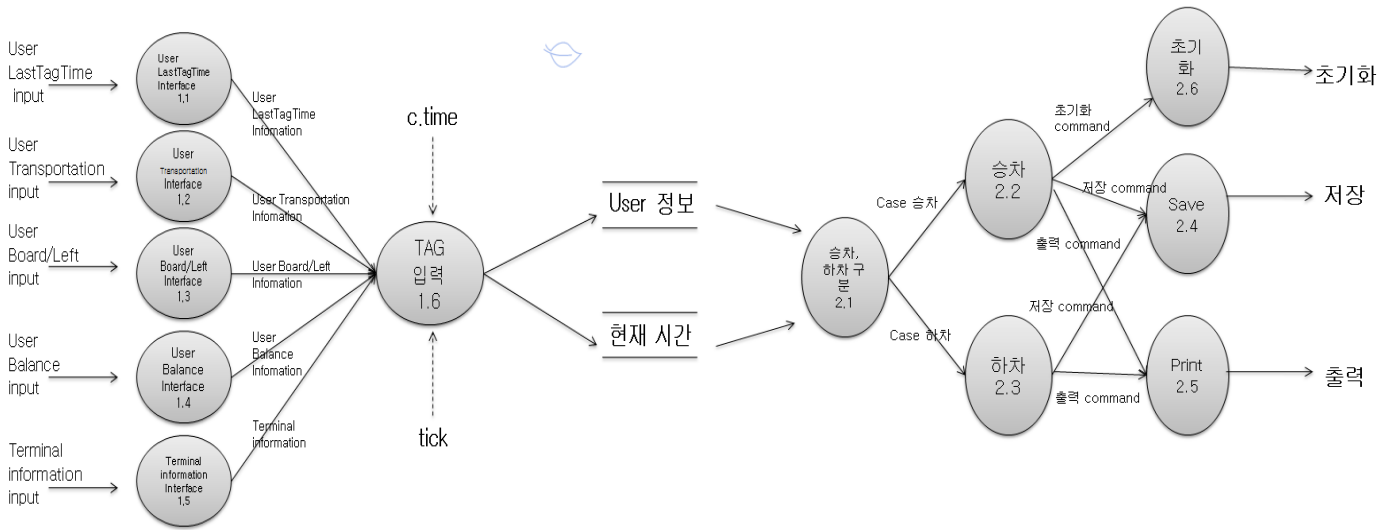 User
LastTagTime
input
User
LastTagTime
Interface
1.1
User
LastTagTime
Infomation
User
Transportation
input
User
Transportation
Interface
1.2
User Transportation
Infomation
User
Board/Left
input
User
Board/Left
Interface
1.3
User Board/Left
Infomation
User
Balance
input
User
Balance
Interface
1.4
User
Balance
Infomation
Terminal
information
input
Terminal
information
Interface
1.5
Terminal
information
c.time
TAG
입력
1.6
tick
User 정보
현재 시간
승차,
하차 구
분
2.1
Case 승차
Case 하차
승차
2.2
하차
2.3
초기화
command
저장 command
출력 command
저장 command
출력 command
초기
화
2.6
Save
2.4
Print
2.5
초기화
저장
출력